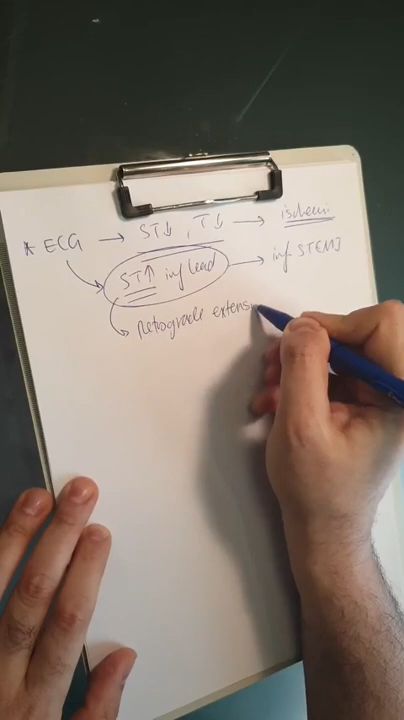 * ECG → ST↓, T↓ → ischemi
ST↑ inf lead → inf STEMI
Retrograde extens